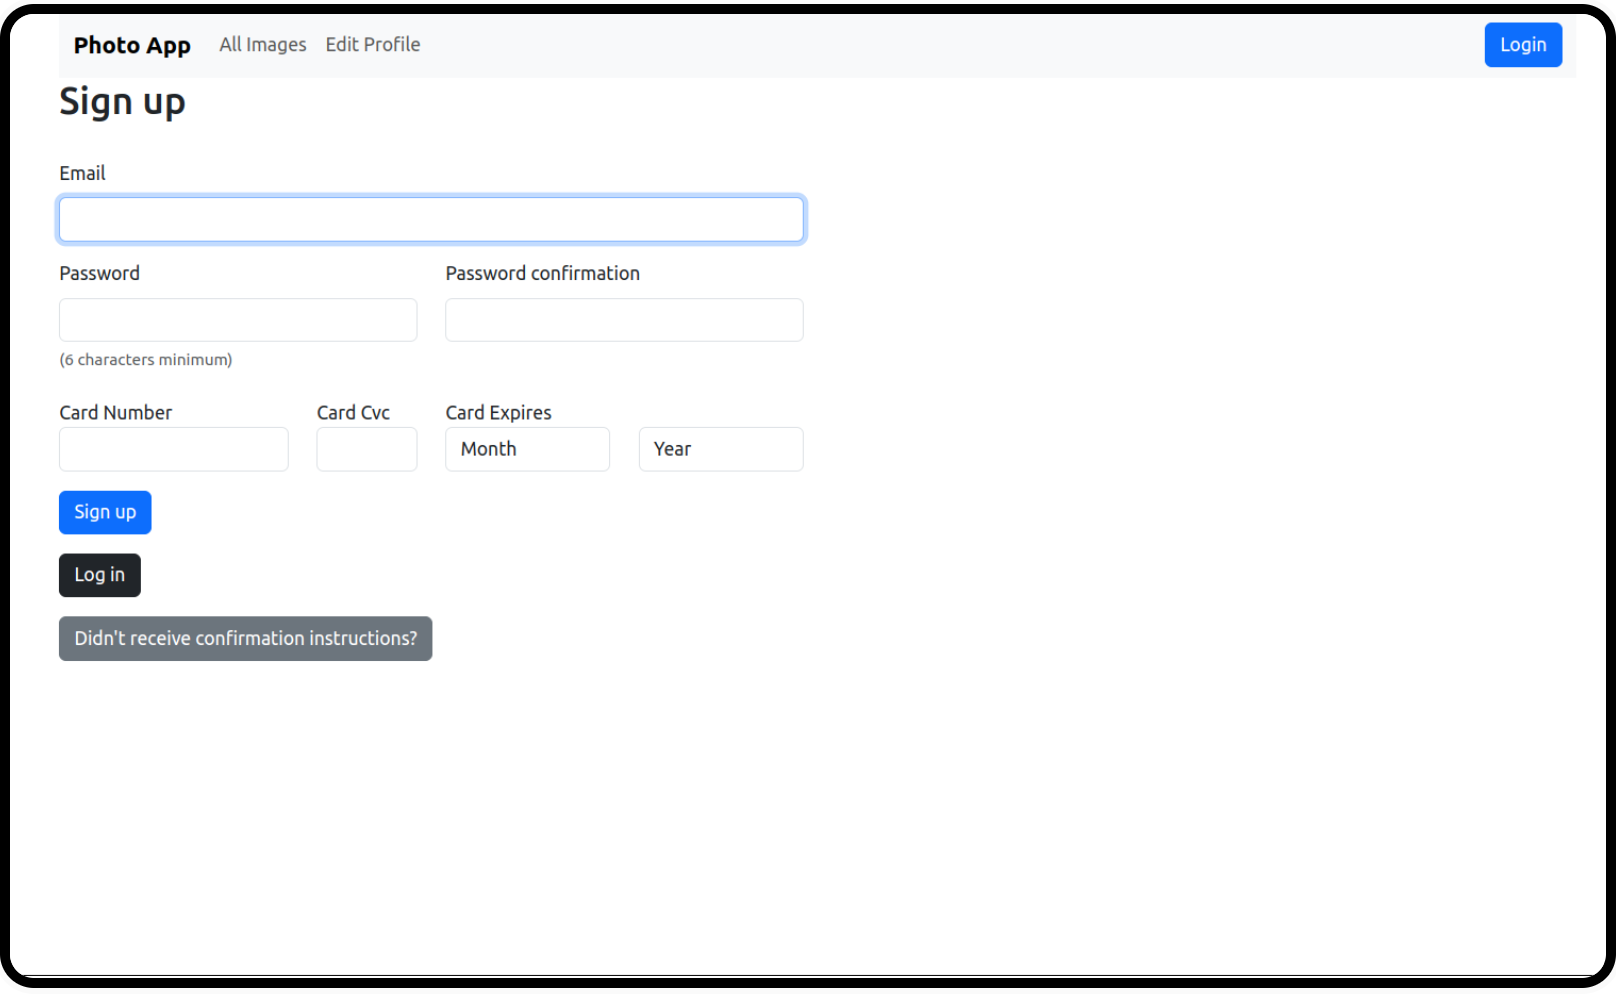 Photo App All Images Edit Profile Login
Sign up
Email
Password Password confirmation
(6 characters minimum)
Card Number Card Cvc Card Expires
Month Year
Sign up
Log in
Didn't receive confirmation instructions?